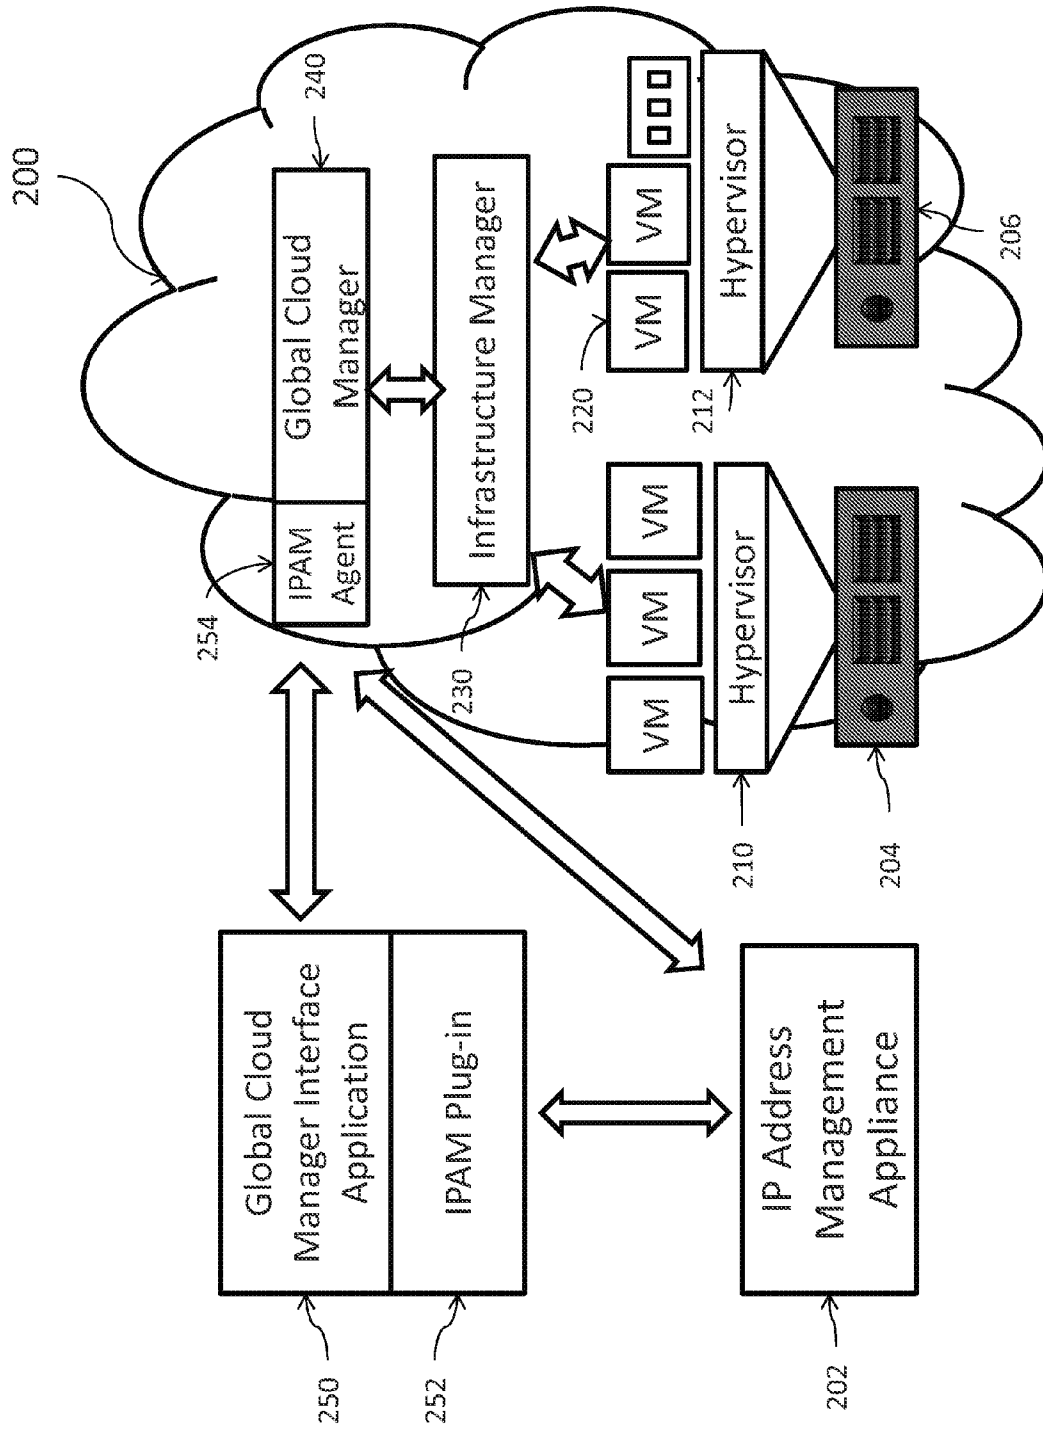 200
Global Cloud
Manager Interface
Application
250
IPAM Plug-in
252
254
IPAM
Agent
Global Cloud
Manager
240
Infrastructure Manager
230
VM
VM
VM
VM
VM
220
Hypervisor
210
Hypervisor
212
IP Address
Management
Appliance
202
204
206